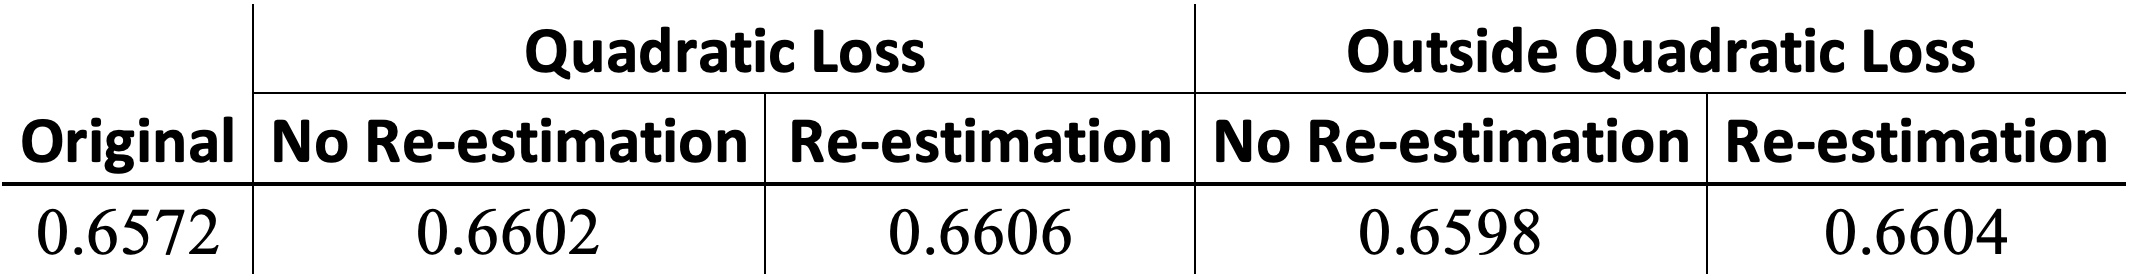 Quadratic Loss Outside Quadratic Loss
Original No Re-estimation Re-estimation No Re-estimation Re-estimation
0.6572 0.6602 0.6606 0.6598 0.6604